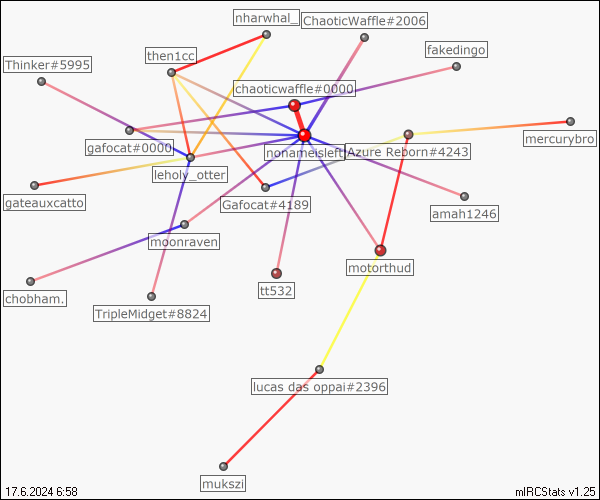 nharwhal_
ChaoticWaffle#2006
then1cc
fakedingo
Thinker#5995
chaoticwaffle#0000
mercurybro
gafocat#0000
nonameisleft
Azure Reborn#4243
leholy_otter
gateauxcatto
Gafocat#4189
amah1246
moonraven
motorthud
chobham.
tt532
TripleMidget#8824
lucas das oppai#2396
mukszi
17.6.2024 6:58
mIRCStats v1.25